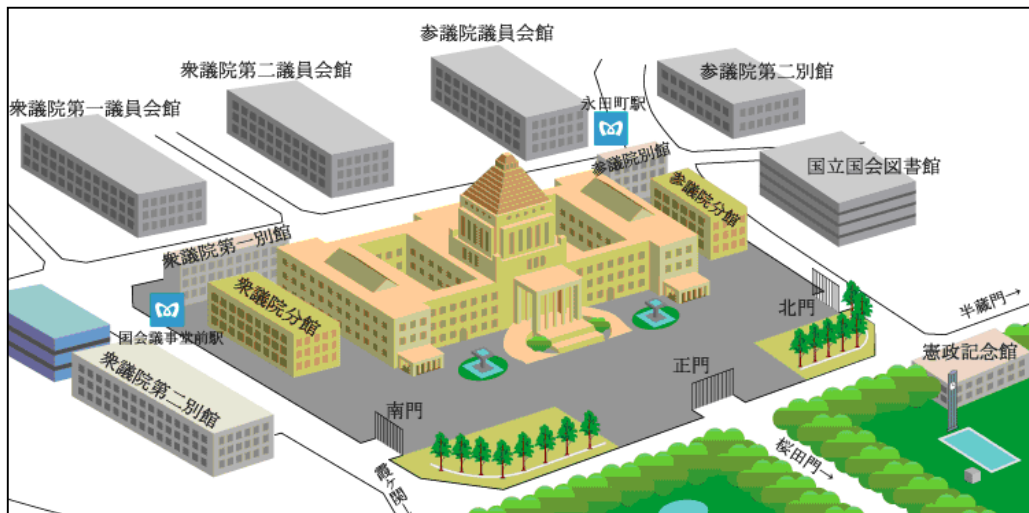 参議院議員会館
衆議院第二議員会館
参議院第二別館
衆議院第一議員会館
永田町駅
参議院別館
国立国会図書館
参議院分館
衆議院第一別館
衆議院分館
国会議事堂前駅
衆議院第二別館
北門
半蔵門→
憲政記念館
正門
南門
桜田門→
霞ヶ関→